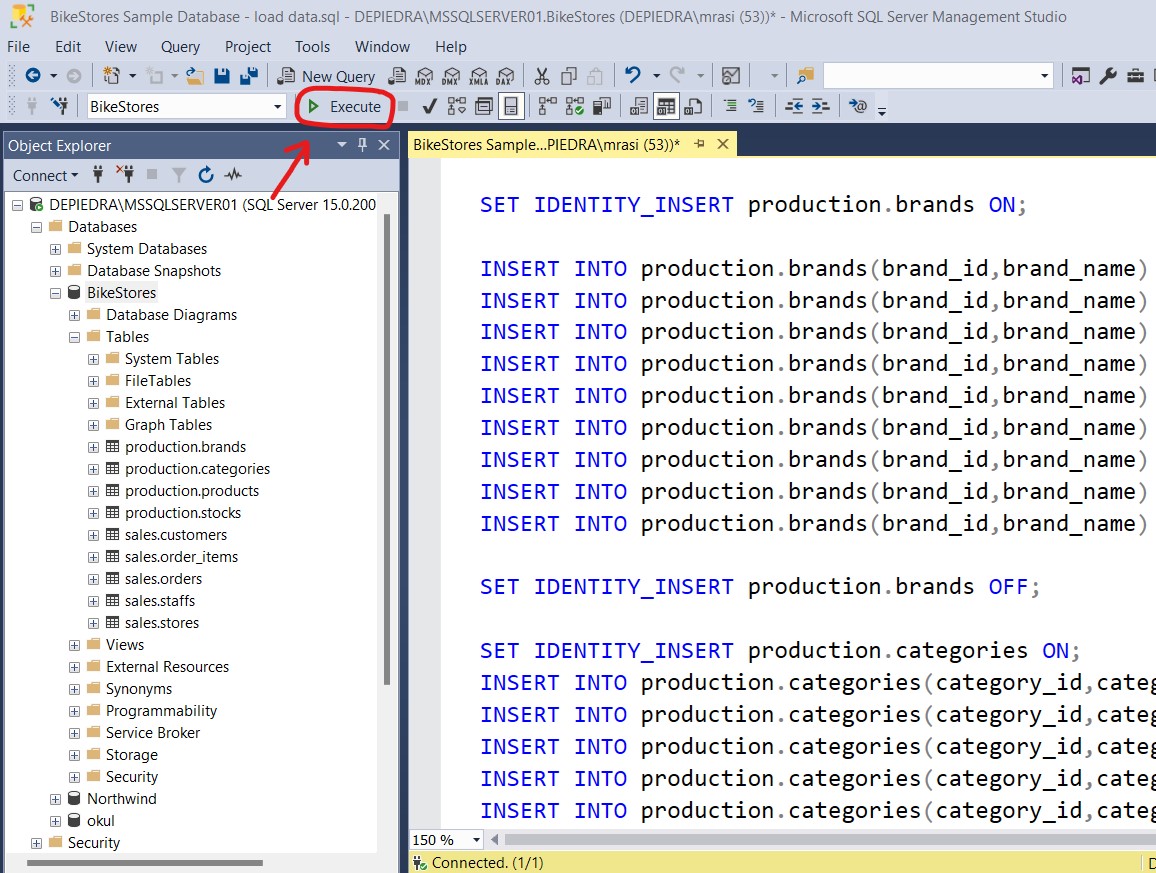 BikeStores Sample Database - load data.sql - DEPIEDRA\MSSQLSERVER01.BikeStores (DEPIEDRA\mrasi (53))* - Microsoft SQL Server Management Studio
File Edit View Query Project Tools Window Help
New Query MDX DMX XMLA DAX
BikeStores Execute
Object Explorer
BikeStores Sample...PIEDRA\mrasi (53))*
Connect
DEPIEDRA\MSSQLSERVER01 (SQL Server 15.0.200
Databases
System Databases
Database Snapshots
BikeStores
Database Diagrams
Tables
System Tables
FileTables
External Tables
Graph Tables
production.brands
production.categories
production.products
production.stocks
sales.customers
sales.order_items
sales.orders
sales.staffs
sales.stores
Views
External Resources
Synonyms
Programmability
Service Broker
Storage
Security
Northwind
okul
Security
SET IDENTITY_INSERT production.brands ON;
INSERT INTO production.brands(brand_id,brand_name)
INSERT INTO production.brands(brand_id,brand_name)
INSERT INTO production.brands(brand_id,brand_name)
INSERT INTO production.brands(brand_id,brand_name)
INSERT INTO production.brands(brand_id,brand_name)
INSERT INTO production.brands(brand_id,brand_name)
INSERT INTO production.brands(brand_id,brand_name)
INSERT INTO production.brands(brand_id,brand_name)
INSERT INTO production.brands(brand_id,brand_name)
SET IDENTITY_INSERT production.brands OFF;
SET IDENTITY_INSERT production.categories ON;
INSERT INTO production.categories(category_id,categ
INSERT INTO production.categories(category_id,categ
INSERT INTO production.categories(category_id,categ
INSERT INTO production.categories(category_id,categ
INSERT INTO production.categories(category_id,categ
150 %
Connected. (1/1)